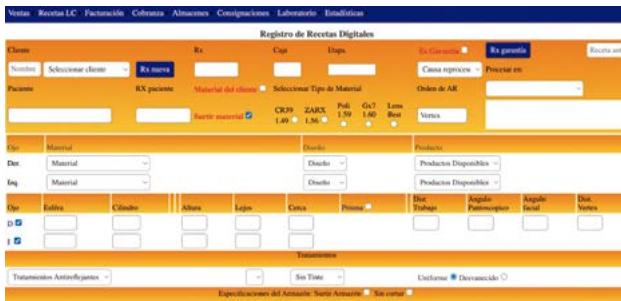 Ventas Recetas LC Facturación Cobranza Almacenes Consignaciones Laboratorio Estadísticas
Registro de Recetas Digitales
Cliente Rx Caja Etapa Es Garantía Rx garantía Receta ant
Nombre Seleccionar cliente Rx nueva Causa reproceso Procesar en:
Paciente RX paciente Material del cliente Seleccionar Tipo de Material Orden de AR
Surtir material CR39 1.49 ZARX 1.56 Poli 1.59 Gx7 1.60 Lens Best Vertex
Ojo Material Diseño Producto
Der. Material Diseño Productos Disponibles
Izq. Material Diseño Productos Disponibles
Ojo Esfera Cilindro Altura Lejos Cerca Prisma Dist. Trabajo Angulo Pantoscopico Angulo facial Dist. Vertex
D
I
Tratamientos
Tratamientos Antireflejantes Sin Tinte Uniforme Desvanecido
Especificaciones del Armazón: Surtir Armazón Sin cortar